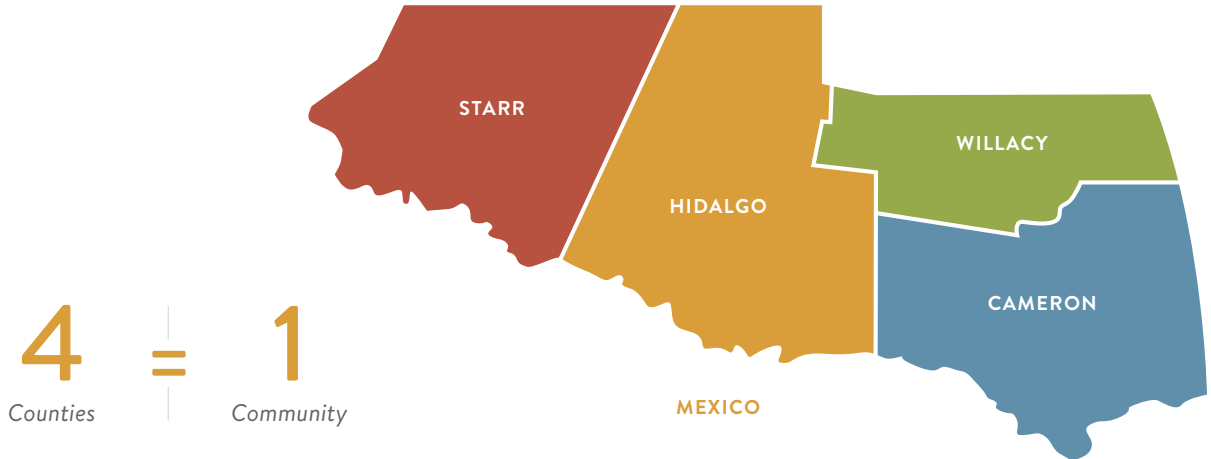 STARR
WILLACY
HIDALGO
CAMERON
4 = 1
Counties Community
MEXICO